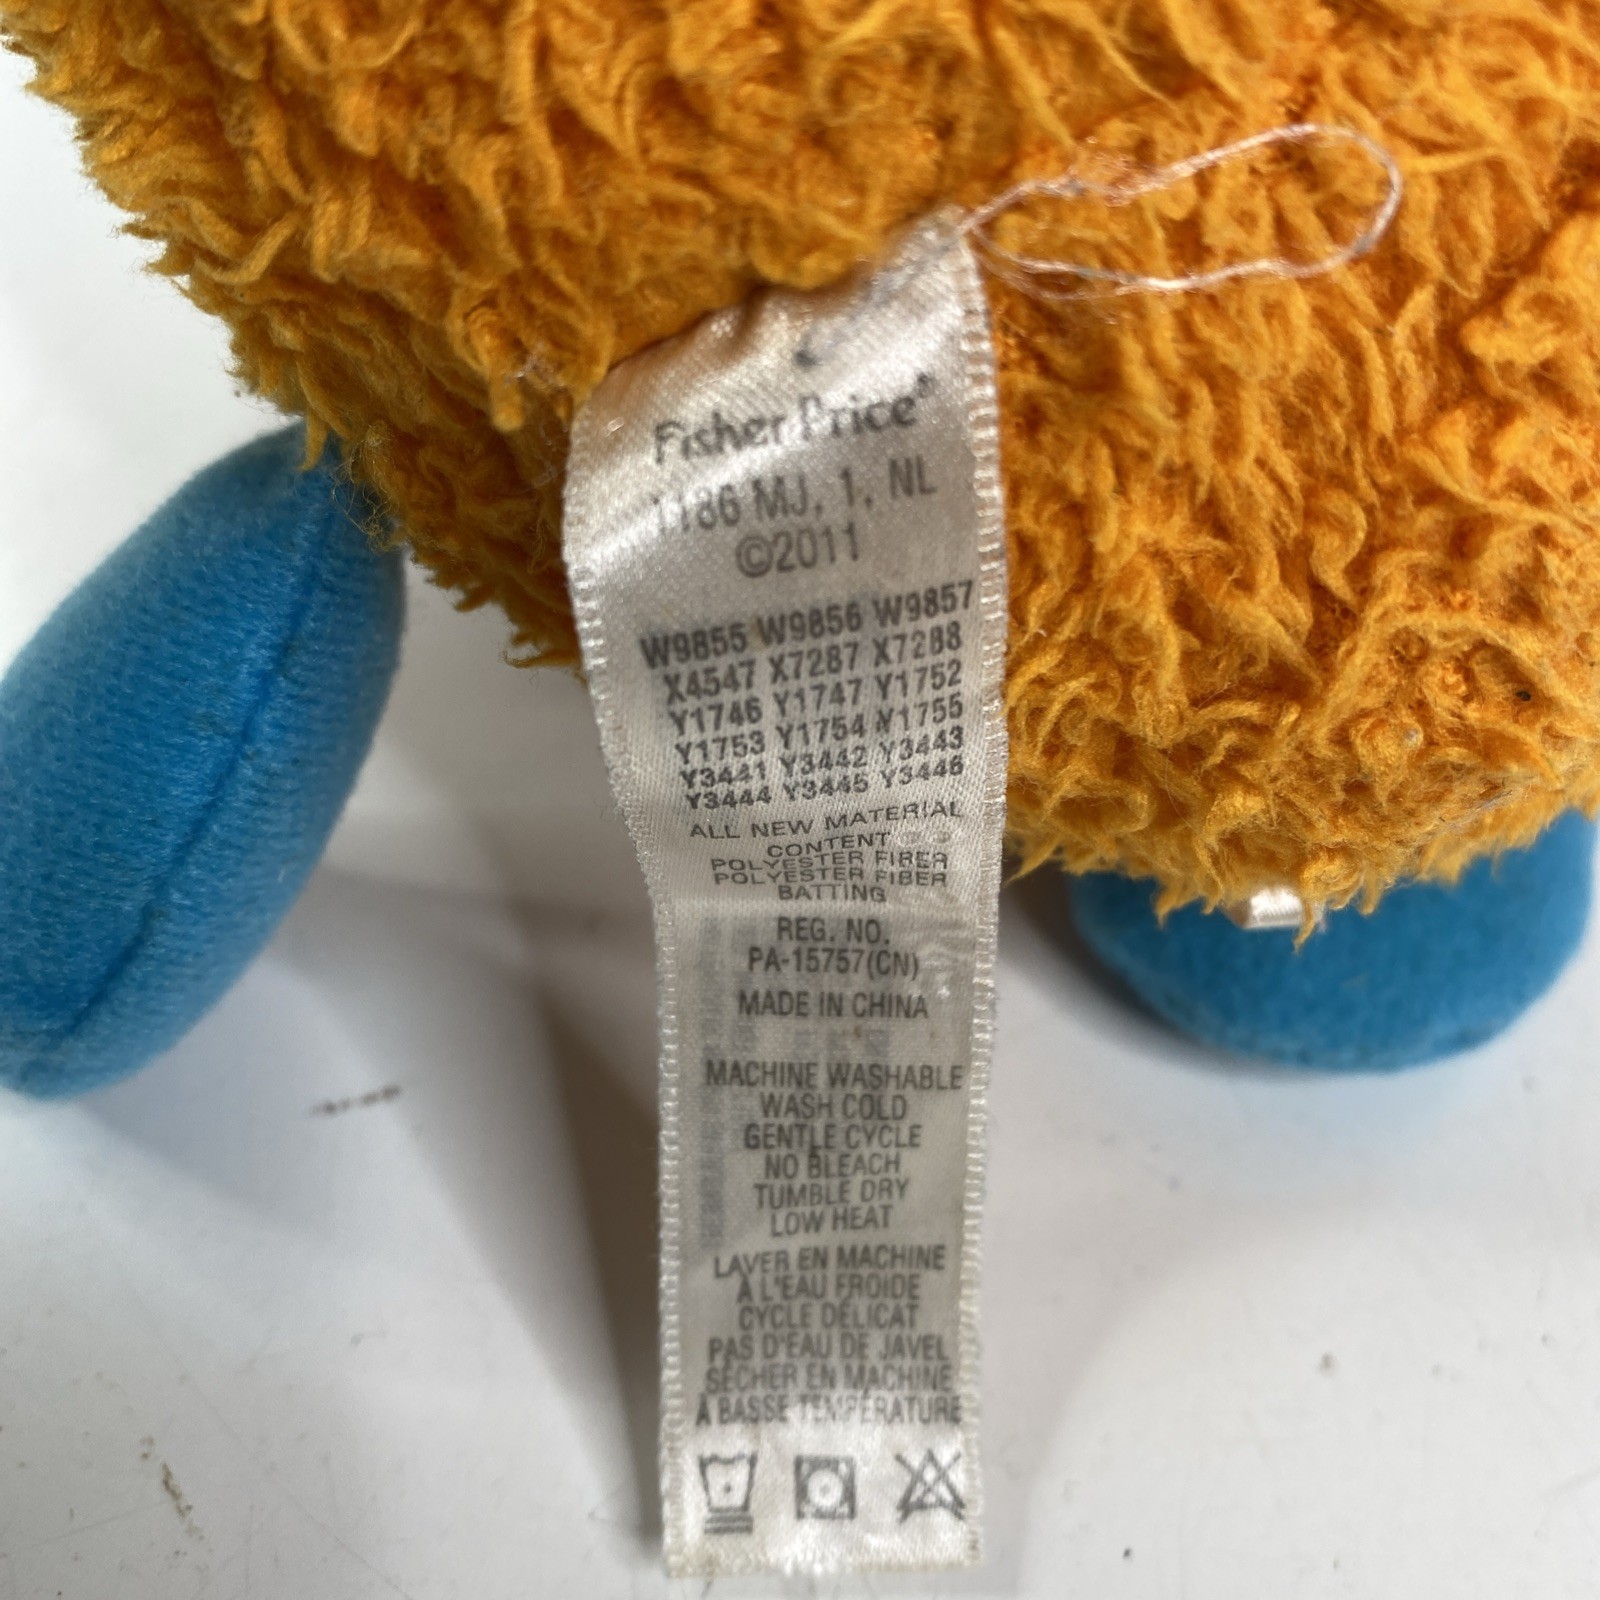 Fisher Price®
1186 MJ, 1, NL
©2011
W9855 W9856 W9857
X4547 X7287 X7288
Y1746 Y1747 Y1752
Y1753 Y1754 Y1755
Y3441 Y3442 Y3443
Y3444 Y3445 Y3446
ALL NEW MATERIAL
CONTENT
POLYESTER FIBER
POLYESTER FIBER
BATTING
REG. NO.
PA-15757(CN)
MADE IN CHINA
MACHINE WASHABLE
WASH COLD
GENTLE CYCLE
NO BLEACH
TUMBLE DRY
LOW HEAT
LAVER EN MACHINE
À L'EAU FROIDE
CYCLE DÉLICAT
PAS D'EAU DE JAVEL
SÉCHER EN MACHINE
À BASSE TEMPÉRATURE